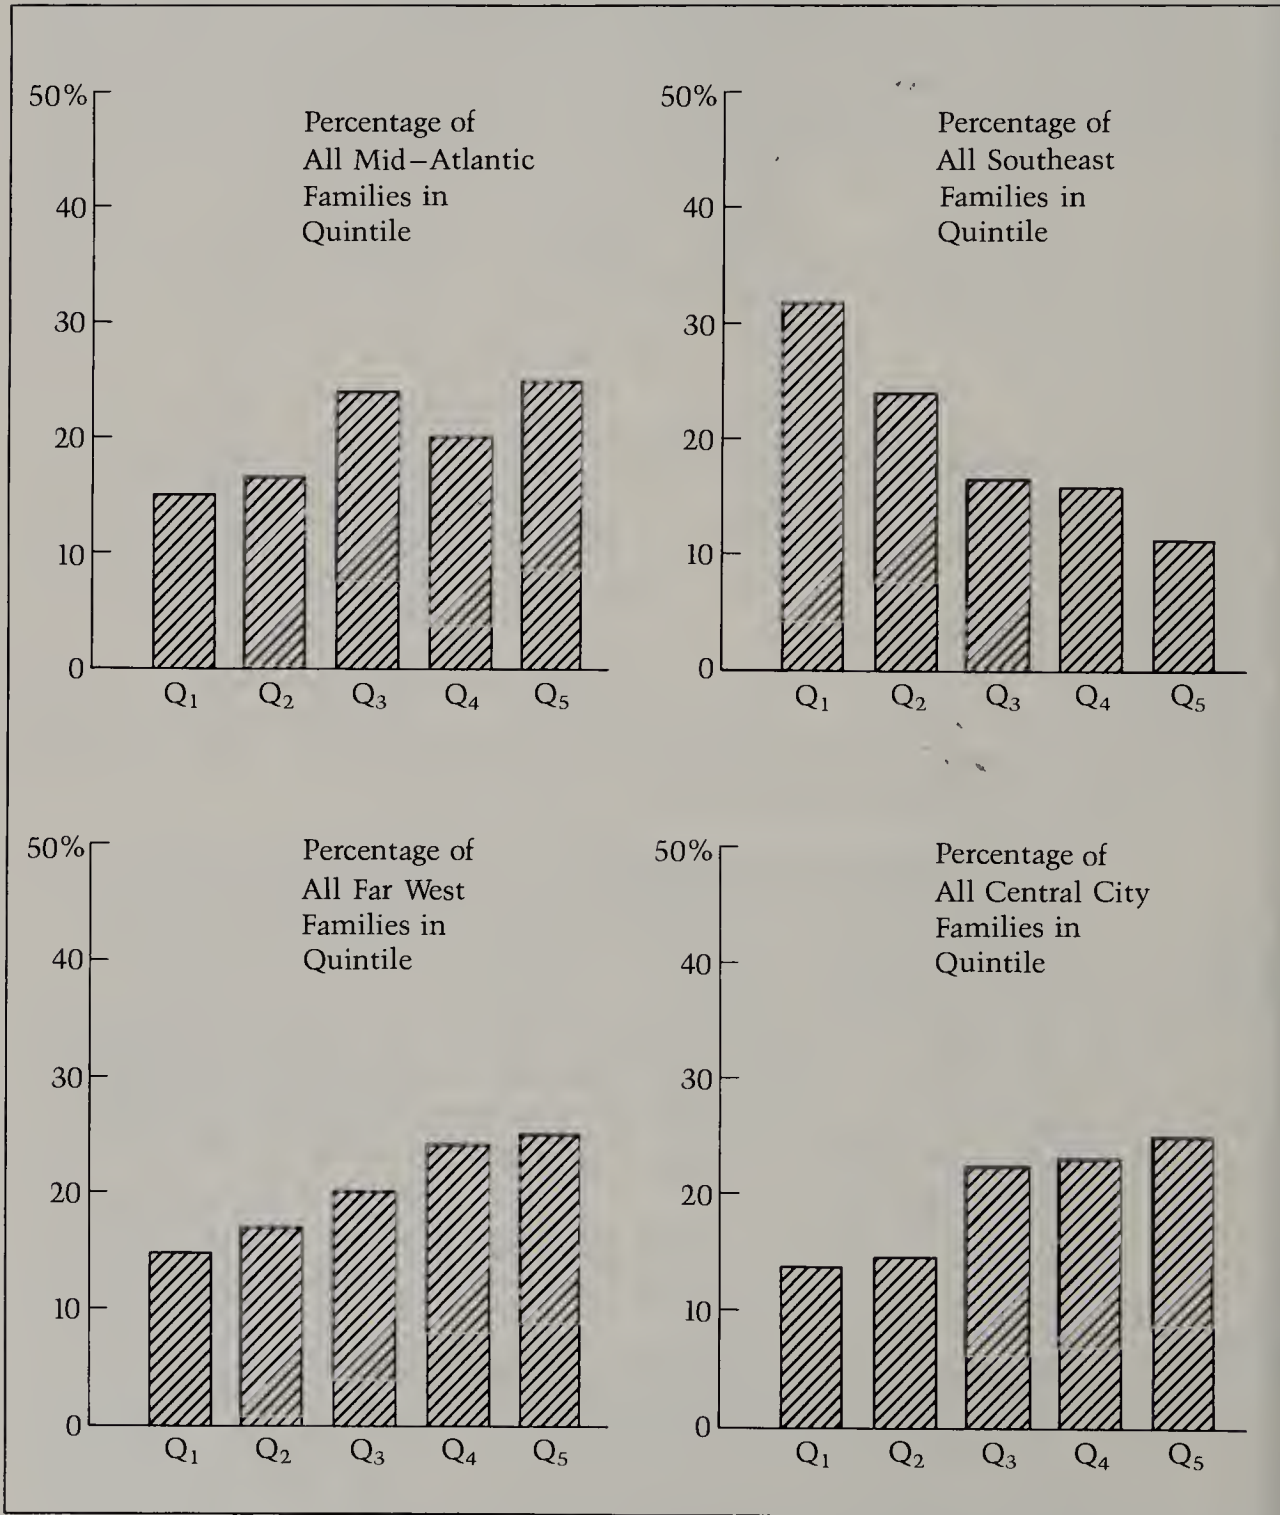 Percentage of
All Mid–Atlantic
Families in
Quintile
50%
40
30
20
10
0
Q₁ Q₂ Q₃ Q₄ Q₅
Percentage of
All Southeast
Families in
Quintile
50%
40
30
20
10
0
Q₁ Q₂ Q₃ Q₄ Q₅
Percentage of
All Far West
Families in
Quintile
50%
40
30
20
10
0
Q₁ Q₂ Q₃ Q₄ Q₅
Percentage of
All Central City
Families in
Quintile
50%
40
30
20
10
0
Q₁ Q₂ Q₃ Q₄ Q₅